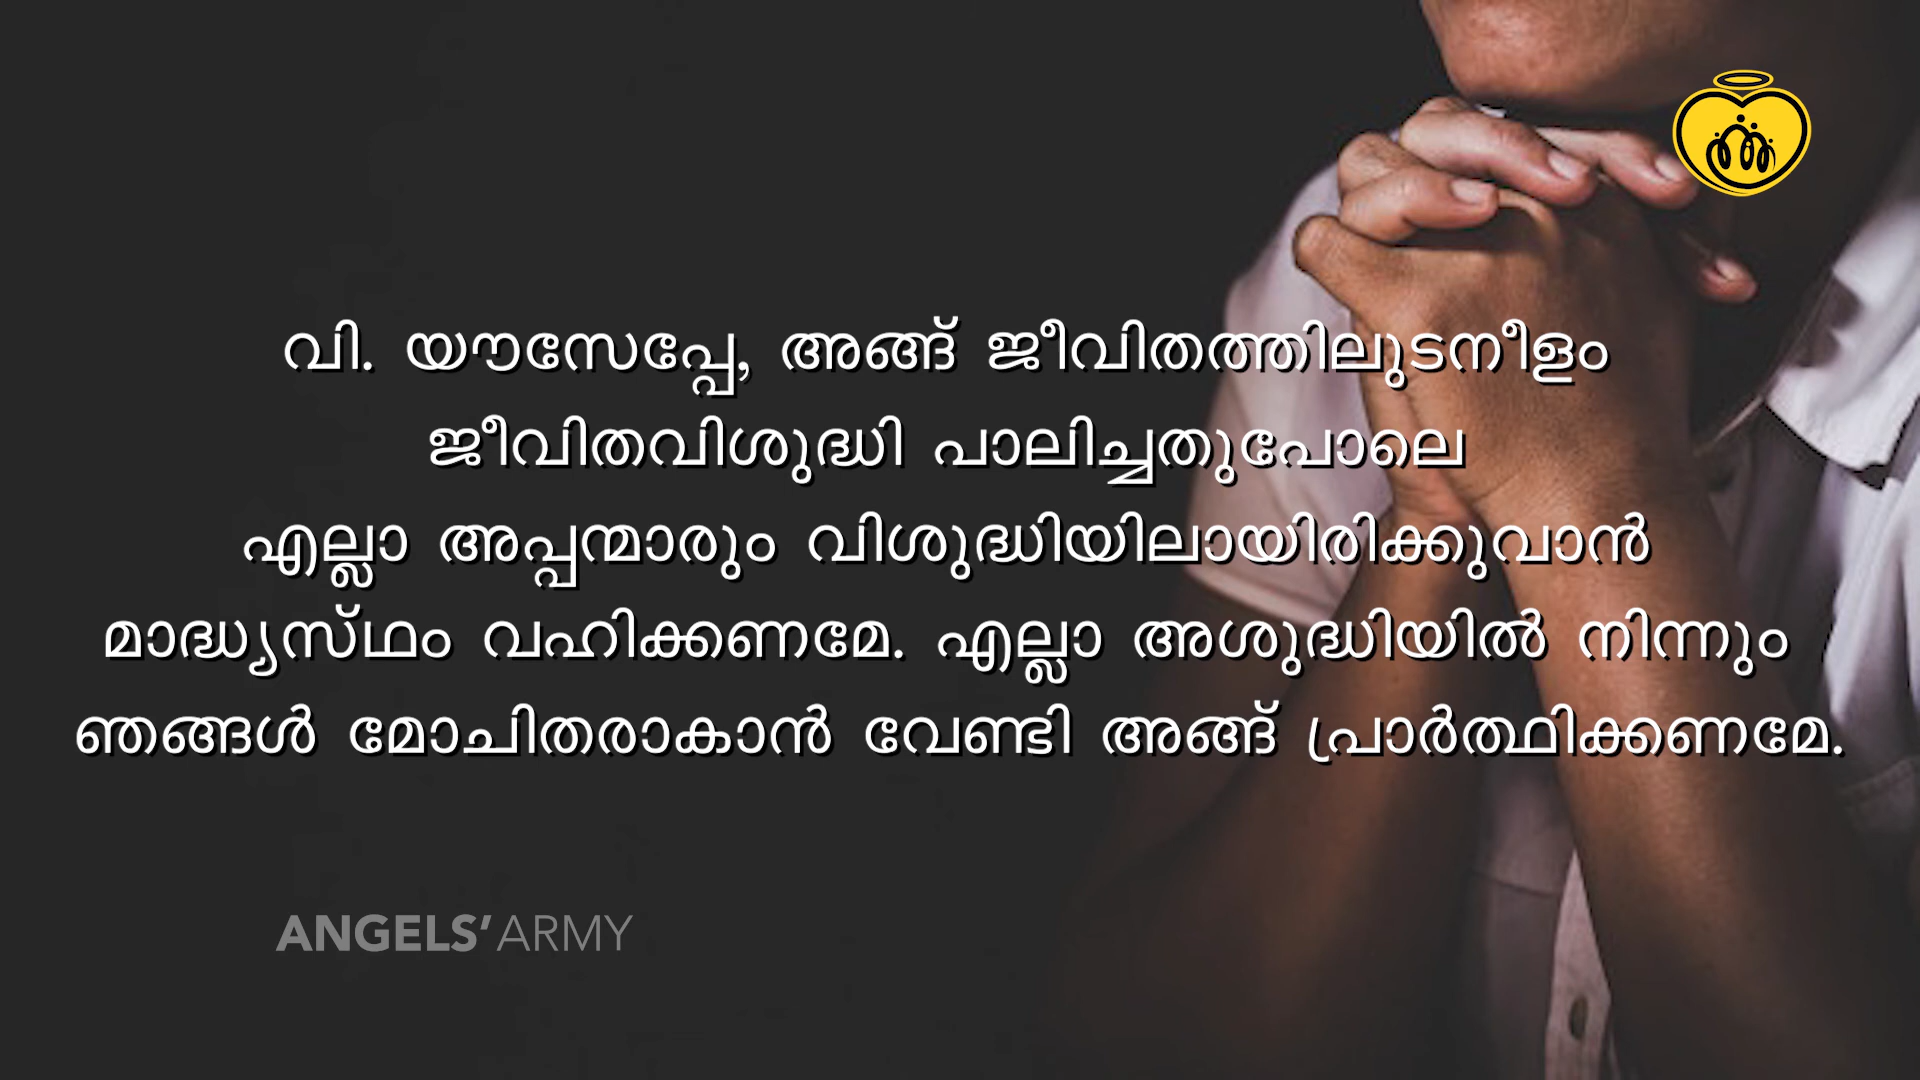 വി. യൗസേപ്പേ, അങ്ങ് ജീവിതത്തിലുടനീളം
ജീവിതവിശുദ്ധി പാലിച്ചതുപോലെ
എല്ലാ അപ്പന്മാരും വിശുദ്ധിയിലായിരിക്കുവാൻ
മാദ്ധ്യസ്ഥം വഹിക്കണമേ. എല്ലാ അശുദ്ധിയിൽ നിന്നും
ഞങ്ങൾ മോചിതരാകാൻ വേണ്ടി അങ്ങ് പ്രാർത്ഥിക്കണമേ.
ANGELS’ARMY